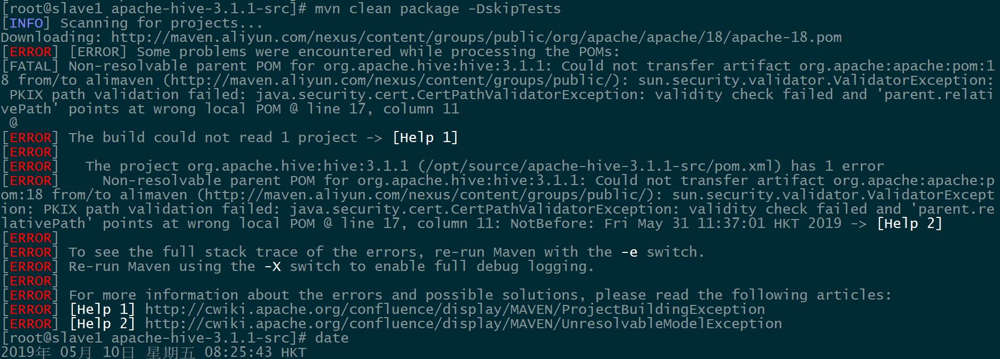 [root@slave1 apache-hive-3.1.1-src]# mvn clean package -DskipTests
[INFO] Scanning for projects...
Downloading: http://maven.aliyun.com/nexus/content/groups/public/org/apache/apache/18/apache-18.pom
[ERROR] [ERROR] Some problems were encountered while processing the POMs:
[FATAL] Non-resolvable parent POM for org.apache.hive:hive:3.1.1: Could not transfer artifact org.apache:apache:pom:1
8 from/to alimaven (http://maven.aliyun.com/nexus/content/groups/public/): sun.security.validator.ValidatorException:
 PKIX path validation failed: java.security.cert.CertPathValidatorException: validity check failed and 'parent.relati
vePath' points at wrong local POM @ line 17, column 11
 @
[ERROR] The build could not read 1 project -> [Help 1]
[ERROR]
[ERROR]   The project org.apache.hive:hive:3.1.1 (/opt/source/apache-hive-3.1.1-src/pom.xml) has 1 error
[ERROR]     Non-resolvable parent POM for org.apache.hive:hive:3.1.1: Could not transfer artifact org.apache:apache:p
om:18 from/to alimaven (http://maven.aliyun.com/nexus/content/groups/public/): sun.security.validator.ValidatorExcept
ion: PKIX path validation failed: java.security.cert.CertPathValidatorException: validity check failed and 'parent.re
lativePath' points at wrong local POM @ line 17, column 11: NotBefore: Fri May 31 11:37:01 HKT 2019 -> [Help 2]
[ERROR]
[ERROR] To see the full stack trace of the errors, re-run Maven with the -e switch.
[ERROR] Re-run Maven using the -X switch to enable full debug logging.
[ERROR]
[ERROR] For more information about the errors and possible solutions, please read the following articles:
[ERROR] [Help 1] http://cwiki.apache.org/confluence/display/MAVEN/ProjectBuildingException
[ERROR] [Help 2] http://cwiki.apache.org/confluence/display/MAVEN/UnresolvableModelException
[root@slave1 apache-hive-3.1.1-src]# date
2019年 05月 10日 星期五 08:25:43 HKT